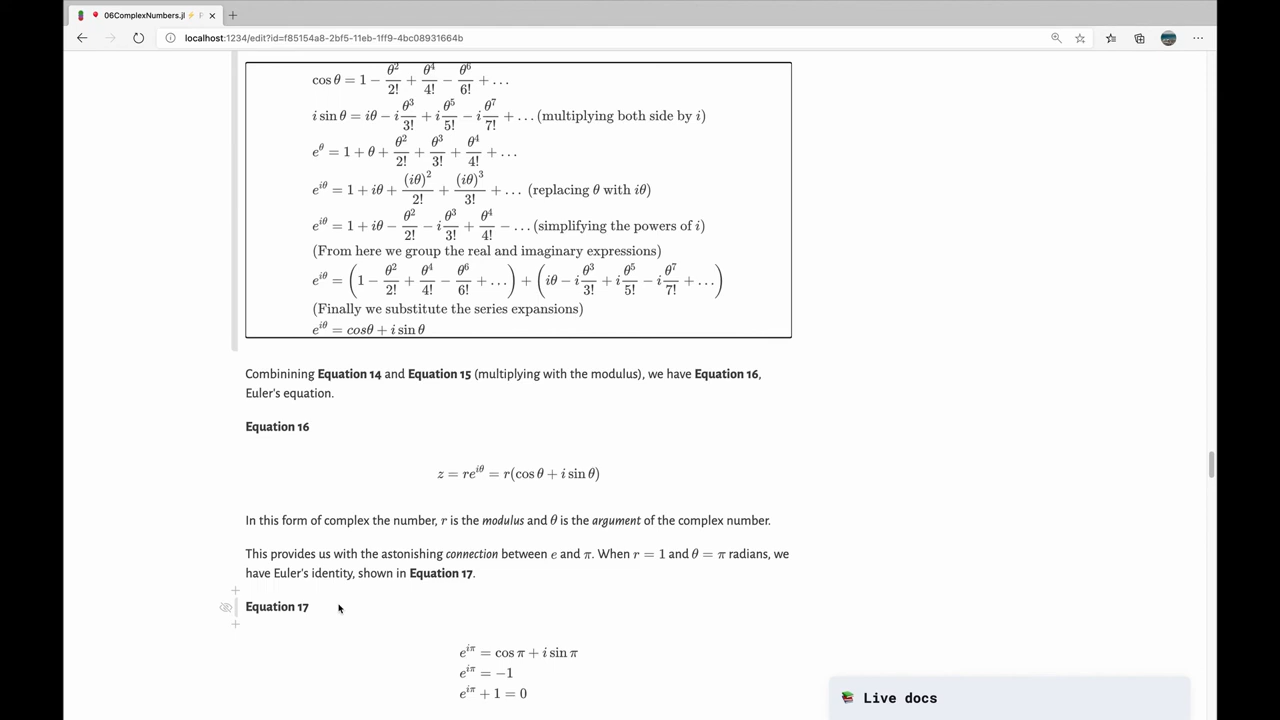 06ComplexNumbers.jl
localhost:1234/edit?id=f85154a8-2bf5-11eb-1ff9-4bc08931664b
cos θ = 1 − θ²/2! + θ⁴/4! − θ⁶/6! + …
i sin θ = iθ − i θ³/3! + i θ⁵/5! − i θ⁷/7! + … (multiplying both side by i)
e^θ = 1 + θ + θ²/2! + θ³/3! + θ⁴/4! + …
e^{iθ} = 1 + iθ + (iθ)²/2! + (iθ)³/3! + … (replacing θ with iθ)
e^{iθ} = 1 + iθ − θ²/2! − i θ³/3! + θ⁴/4! − … (simplifying the powers of i)
(From here we group the real and imaginary expressions)
e^{iθ} = (1 − θ²/2! + θ⁴/4! − θ⁶/6! + …) + (iθ − i θ³/3! + i θ⁵/5! − i θ⁷/7! + …)
(Finally we substitute the series expansions)
e^{iθ} = cosθ + i sin θ
Combinining Equation 14 and Equation 15 (multiplying with the modulus), we have Equation 16,
Euler's equation.
Equation 16
z = re^{iθ} = r(cos θ + i sin θ)
In this form of complex the number, r is the modulus and θ is the argument of the complex number.
This provides us with the astonishing connection between e and π. When r = 1 and θ = π radians, we
have Euler's identity, shown in Equation 17.
Equation 17
e^{iπ} = cos π + i sin π
e^{iπ} = −1
e^{iπ} + 1 = 0
Live docs